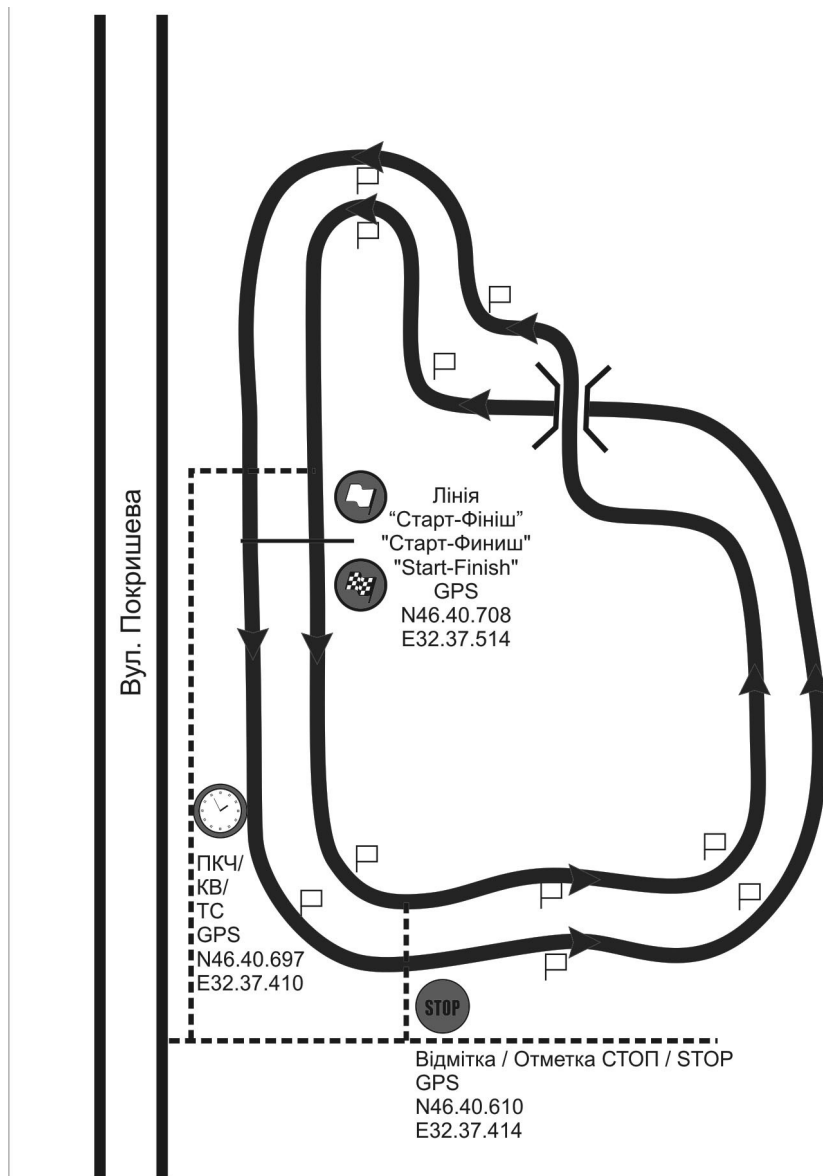 Вул. Покришева
Лінія
“Старт-Фініш”
"Старт-Финиш"
"Start-Finish"
GPS
N46.40.708
E32.37.514
ПКЧ/
КВ/
TC
GPS
N46.40.697
E32.37.410
STOP
Відмітка / Отметка СТОП / STOP
GPS
N46.40.610
E32.37.414